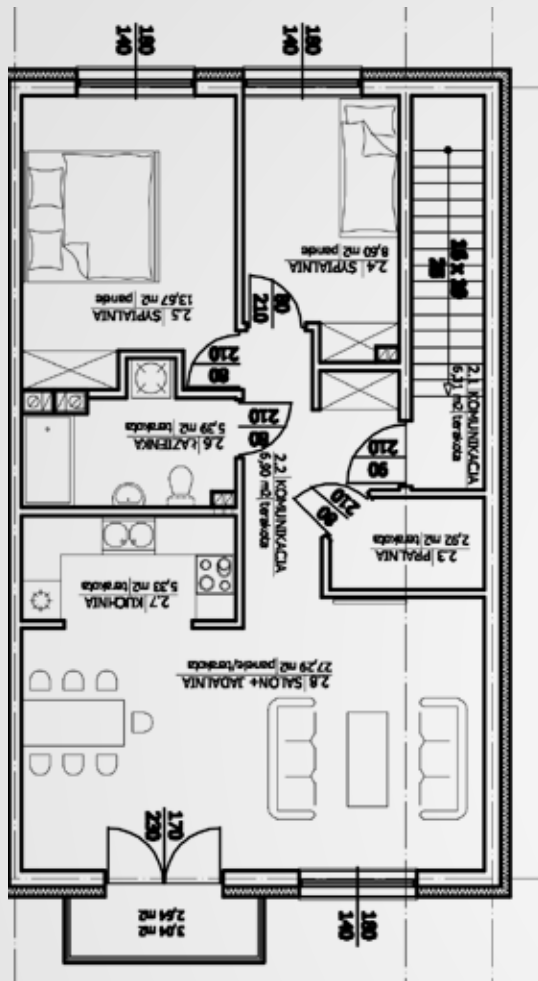 180
140
180
140
8,60 m2 panele
2.4 SYPIALNIA
13,67 m2 panele
2.5 SYPIALNIA
16 x 18
28
80
210
210
80
2.1 KOMUNIKACJA
6,11 m2 terakota
5,39 m2 terakota
2.6 ŁAZIENKA
210
80
210
90
2.2 KOMUNIKACJA
6,90 m2 terakota
210
80
2,92 m2 terakota
2.3 PRALNIA
5,33 m2 terakota
2.7 KUCHNIA
27,29 m2 panele/terakota
2.8 SALON+ JADALNIA
170
230
2,64 m2
3,04 m2
180
140